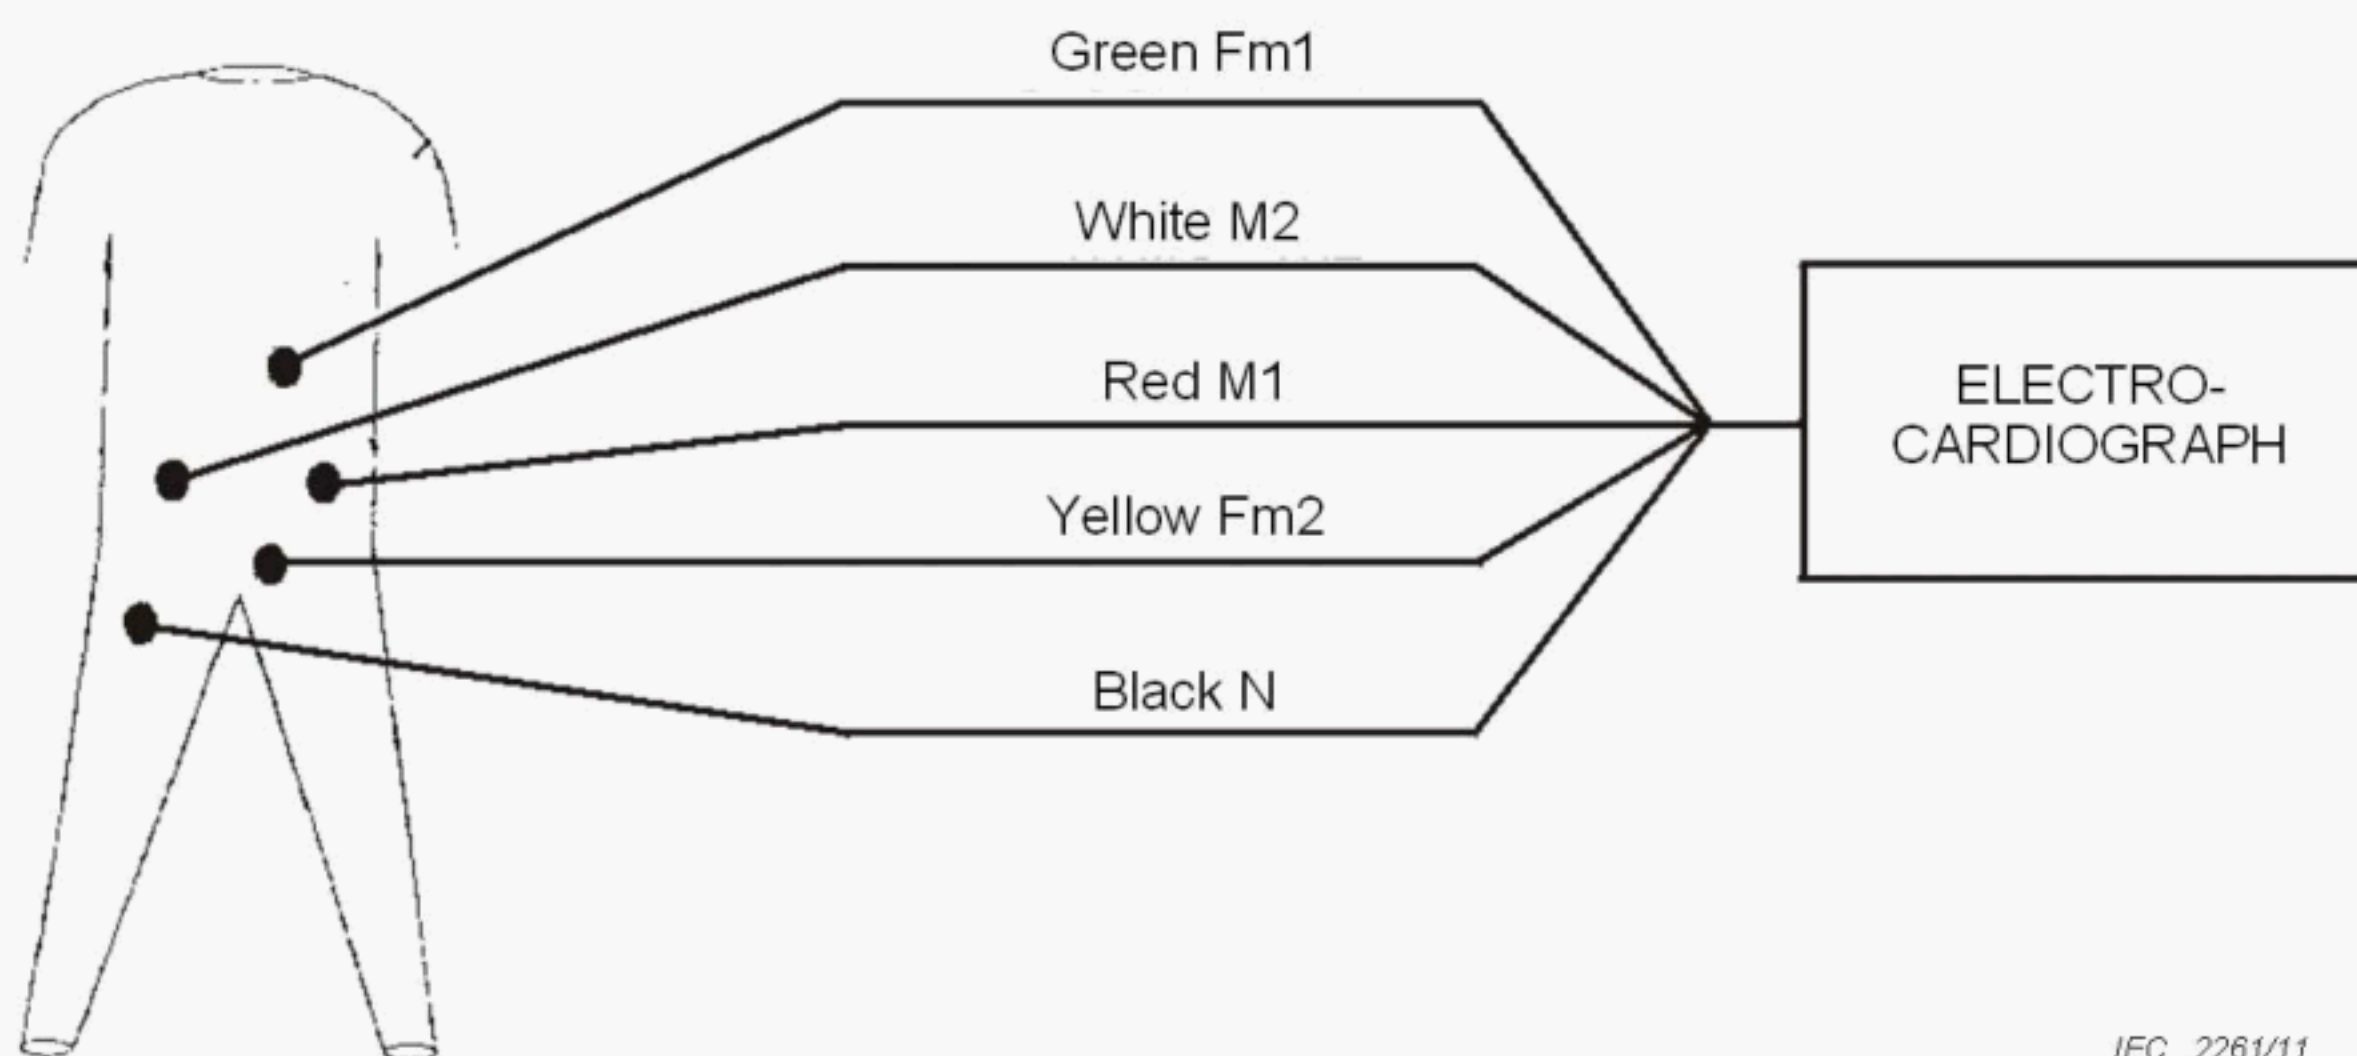 Green Fm1
White M2
Red M1
ELECTRO-
CARDIOGRAPH
Yellow Fm2
Black N
IEC 2261/11